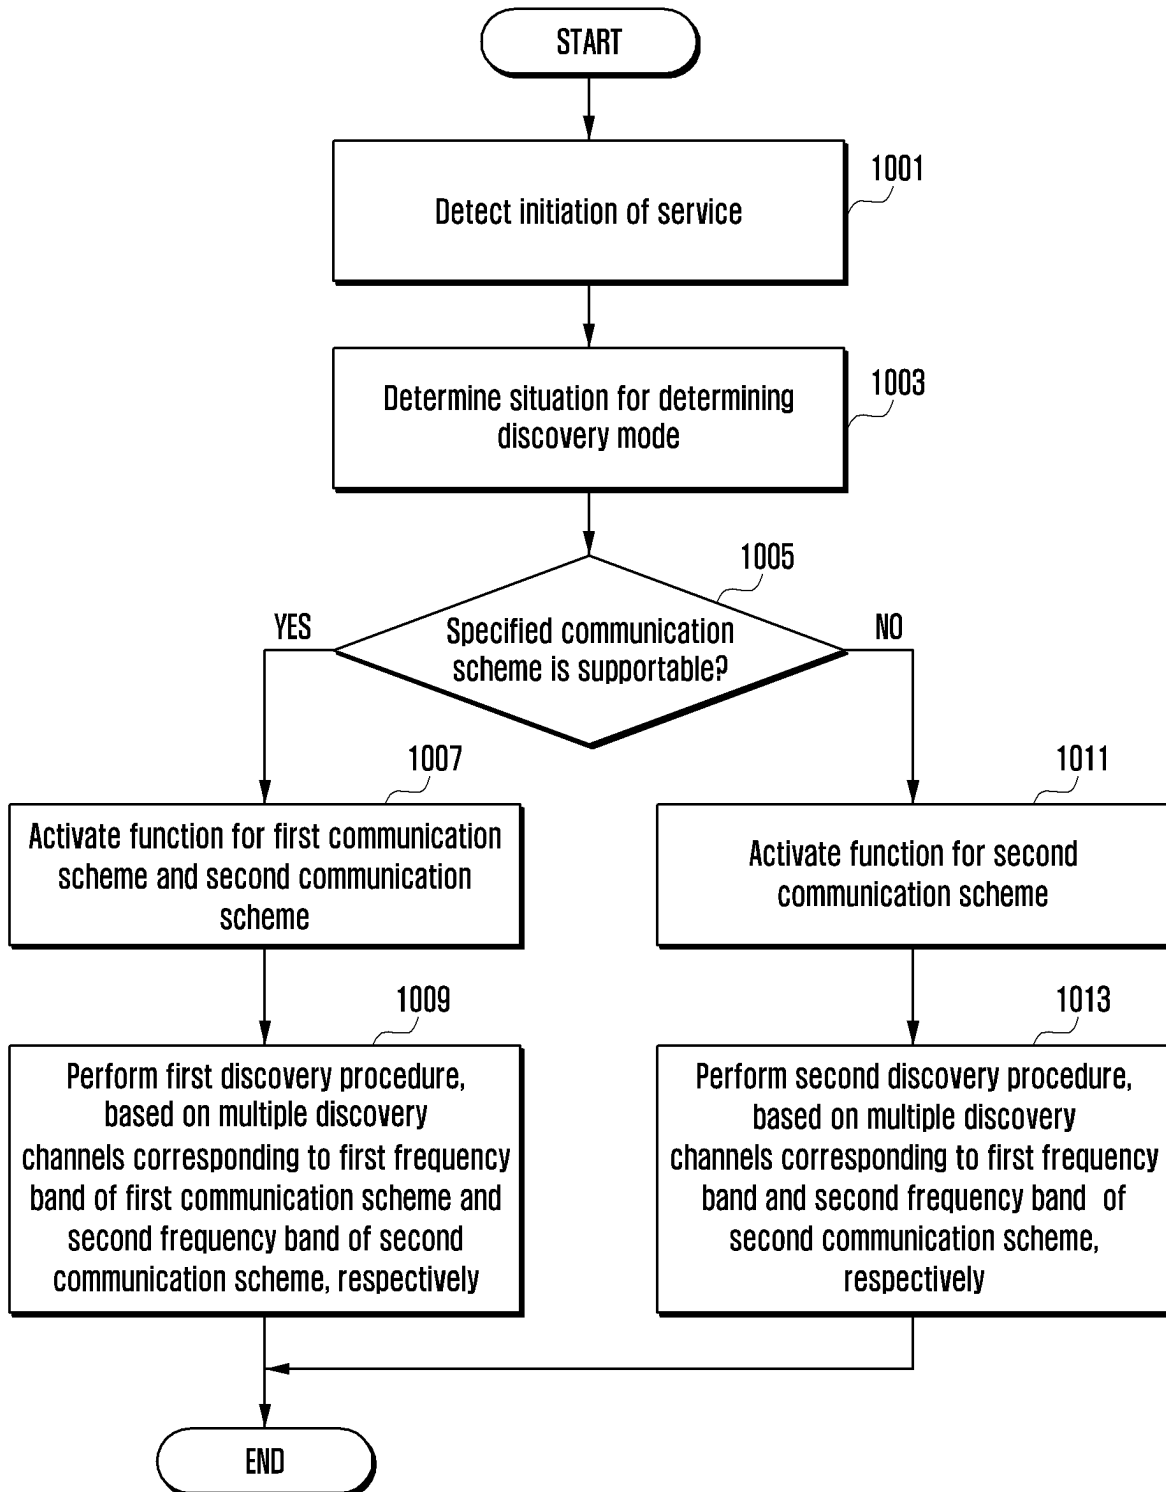 START
1001
Detect initiation of service
1003
Determine situation for determining
discovery mode
1005
YES
Specified communication
scheme is supportable?
NO
1007
Activate function for first communication
scheme and second communication
scheme
1011
Activate function for second
communication scheme
1009
Perform first discovery procedure,
based on multiple discovery
channels corresponding to first frequency
band of first communication scheme and
second frequency band of second
communication scheme, respectively
1013
Perform second discovery procedure,
based on multiple discovery
channels corresponding to first frequency
band and second frequency band of
second communication scheme,
respectively
END